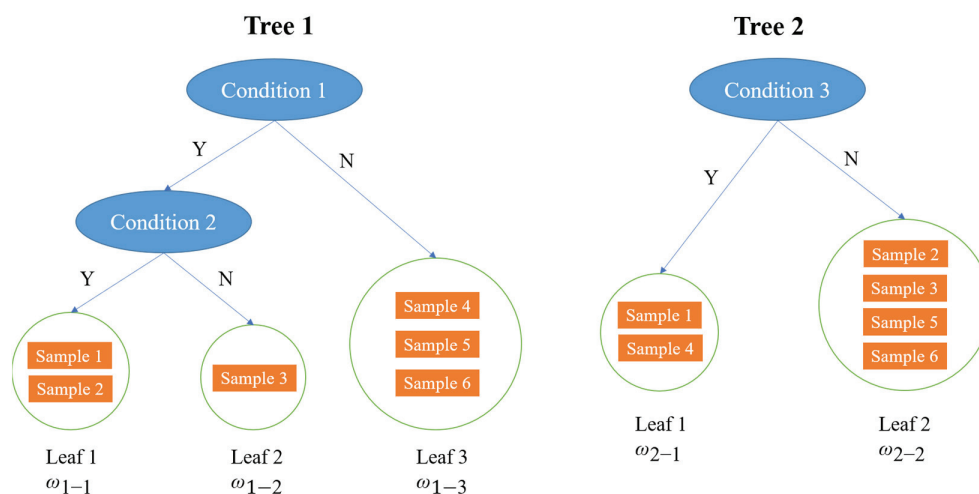 Tree 1
Condition 1
Y
N
Condition 2
Y
N
Sample 1
Sample 2
Sample 3
Sample 4
Sample 5
Sample 6
Leaf 1
ω1−1
Leaf 2
ω1−2
Leaf 3
ω1−3
Tree 2
Condition 3
Y
N
Sample 1
Sample 4
Sample 2
Sample 3
Sample 5
Sample 6
Leaf 1
ω2−1
Leaf 2
ω2−2